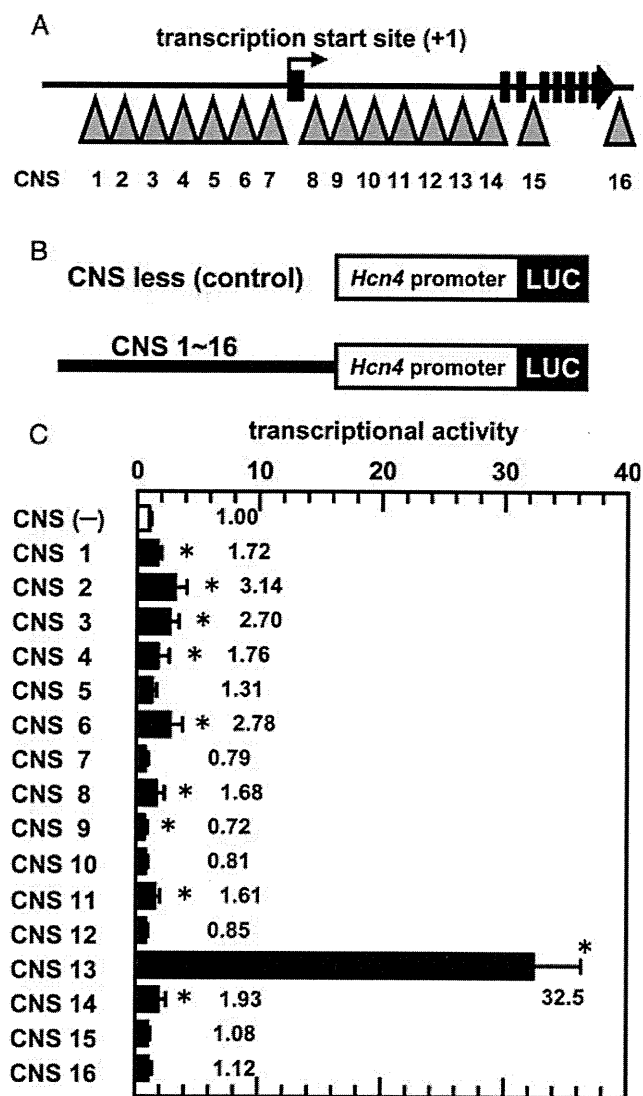 A
transcription start site (+1)
CNS 1 2 3 4 5 6 7 8 9 10 11 12 13 14 15 16
B
CNS less (control) Hcn4 promoter LUC
CNS 1~16 Hcn4 promoter LUC
C
transcriptional activity
0 10 20 30 40
CNS (−) 1.00
CNS 1 * 1.72
CNS 2 * 3.14
CNS 3 * 2.70
CNS 4 * 1.76
CNS 5 1.31
CNS 6 * 2.78
CNS 7 0.79
CNS 8 * 1.68
CNS 9 * 0.72
CNS 10 0.81
CNS 11 * 1.61
CNS 12 0.85
CNS 13 * 32.5
CNS 14 * 1.93
CNS 15 1.08
CNS 16 1.12